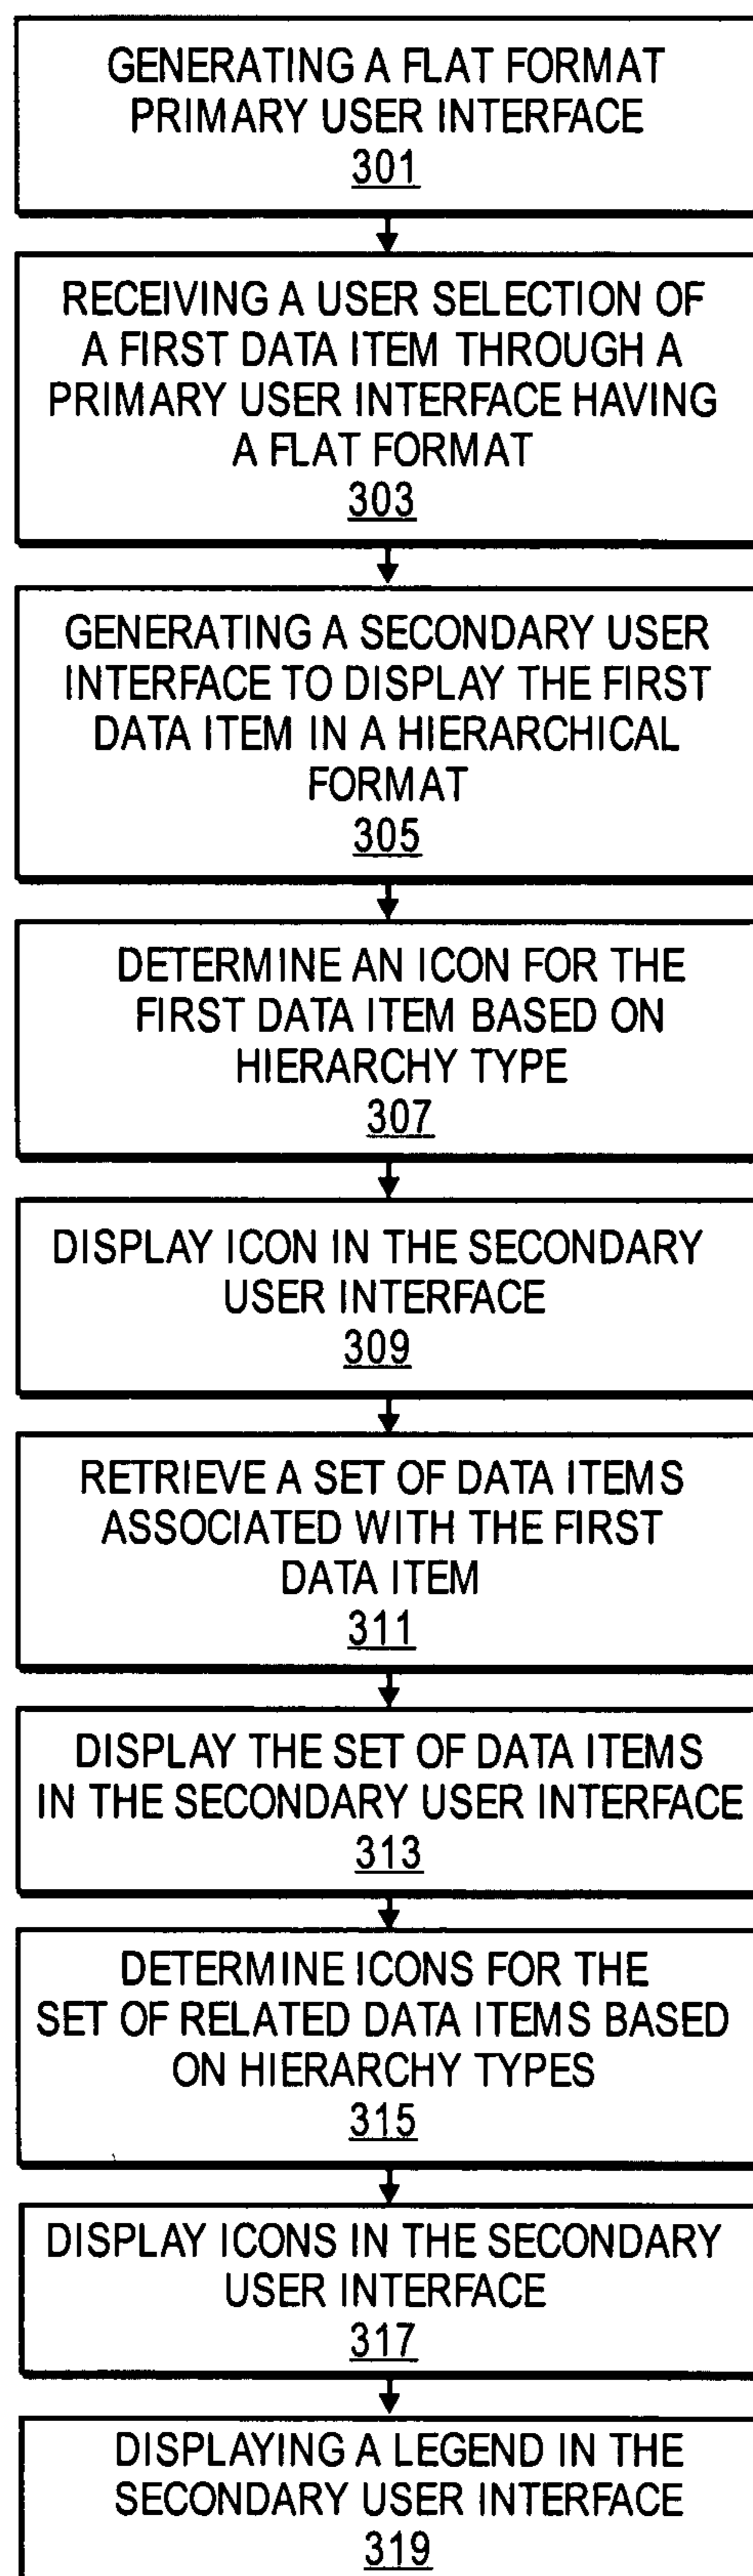 GENERATING A FLAT FORMAT
PRIMARY USER INTERFACE
301
RECEIVING A USER SELECTION OF
A FIRST DATA ITEM THROUGH A
PRIMARY USER INTERFACE HAVING
A FLAT FORMAT
303
GENERATING A SECONDARY USER
INTERFACE TO DISPLAY THE FIRST
DATA ITEM IN A HIERARCHICAL
FORMAT
305
DETERMINE AN ICON FOR THE
FIRST DATA ITEM BASED ON
HIERARCHY TYPE
307
DISPLAY ICON IN THE SECONDARY
USER INTERFACE
309
RETRIEVE A SET OF DATA ITEMS
ASSOCIATED WITH THE FIRST
DATA ITEM
311
DISPLAY THE SET OF DATA ITEMS
IN THE SECONDARY USER INTERFACE
313
DETERMINE ICONS FOR THE
SET OF RELATED DATA ITEMS BASED
ON HIERARCHY TYPES
315
DISPLAY ICONS IN THE SECONDARY
USER INTERFACE
317
DISPLAYING A LEGEND IN THE
SECONDARY USER INTERFACE
319